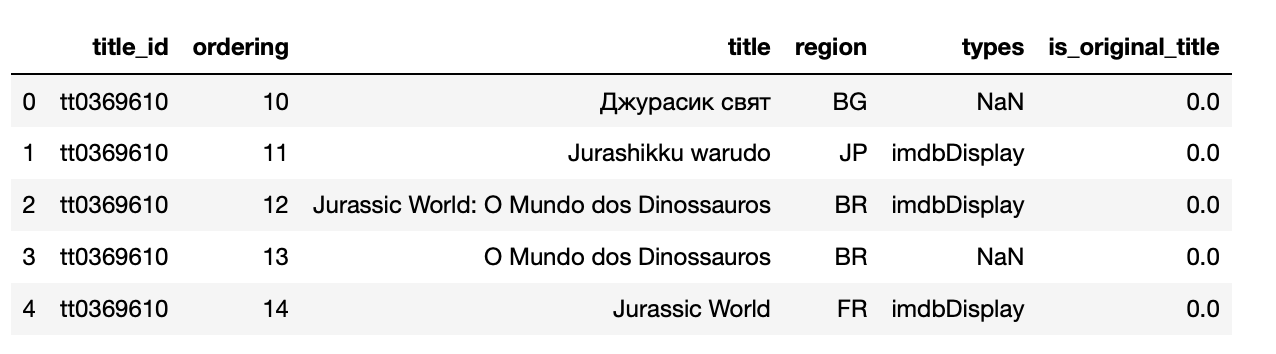 title_id ordering title region types is_original_title
0 tt0369610 10 Джурасик свят BG NaN 0.0
1 tt0369610 11 Jurashikku warudo JP imdbDisplay 0.0
2 tt0369610 12 Jurassic World: O Mundo dos Dinossauros BR imdbDisplay 0.0
3 tt0369610 13 O Mundo dos Dinossauros BR NaN 0.0
4 tt0369610 14 Jurassic World FR imdbDisplay 0.0